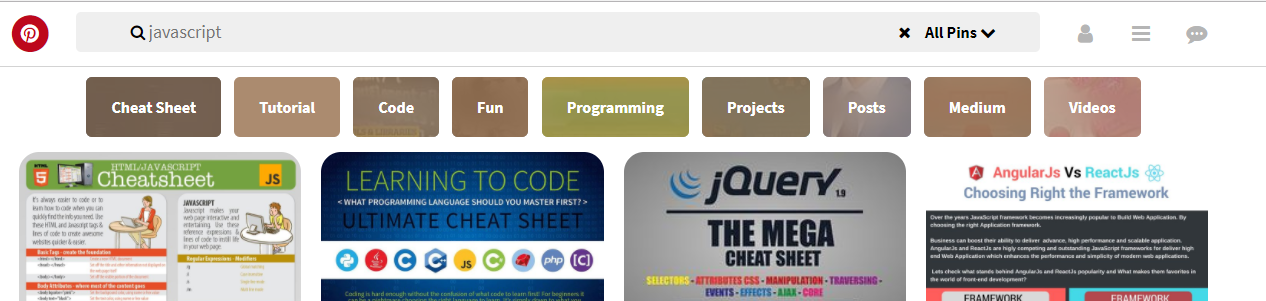 javascript
All Pins
Cheat Sheet
Tutorial
Code
Fun
Programming
Projects
Posts
Medium
Videos
HTML/JAVASCRIPT
Cheatsheet
HTML
5
JS
It's always easier to code or to
learn how to code when you can
quickly find the info you need. Use
these HTML and Javascript tags &
lines of code to create awesome
websites quicker & easier.
JAVASCRIPT
Javascript makes your
web page interactive and
entertaining. Use these
reference expressions &
lines of code to instill life
in your web page.
Basic Tags - create the foundation
Regular Expressions - Modifiers
Body Attributes - where most of the content goes
LEARNING TO CODE
< WHAT PROGRAMMING LANGUAGE SHOULD YOU MASTER FIRST? >
ULTIMATE CHEAT SHEET
JS
php
Coding is hard enough without the confusion of what code to learn first! For beginners it
jQuery 1.9
THE MEGA
CHEAT SHEET
SELECTORS - ATTRIBUTES CSS - MANIPULATION - TRAVERSING -
EVENTS - EFFECTS - AJAX - CORE
AngularJs Vs ReactJs
Choosing Right the Framework
Over the years JavaScript framework becomes increasingly popular to Build Web Application. By
choosing the right Application framework.
Business can boost their ability to deliver advance, high performance and scalable application.
AngularJs and ReactJs are higly competing and outstanding JavaScript frameworks for deliver high
end Web Application which enhances the performance and simplicity of modern web applications.
Lets check what stands behind AngularJs and ReactJs popularity and What makes them favorites in
the world of front-end development?
FRAMEWORK
FRAMEWORK